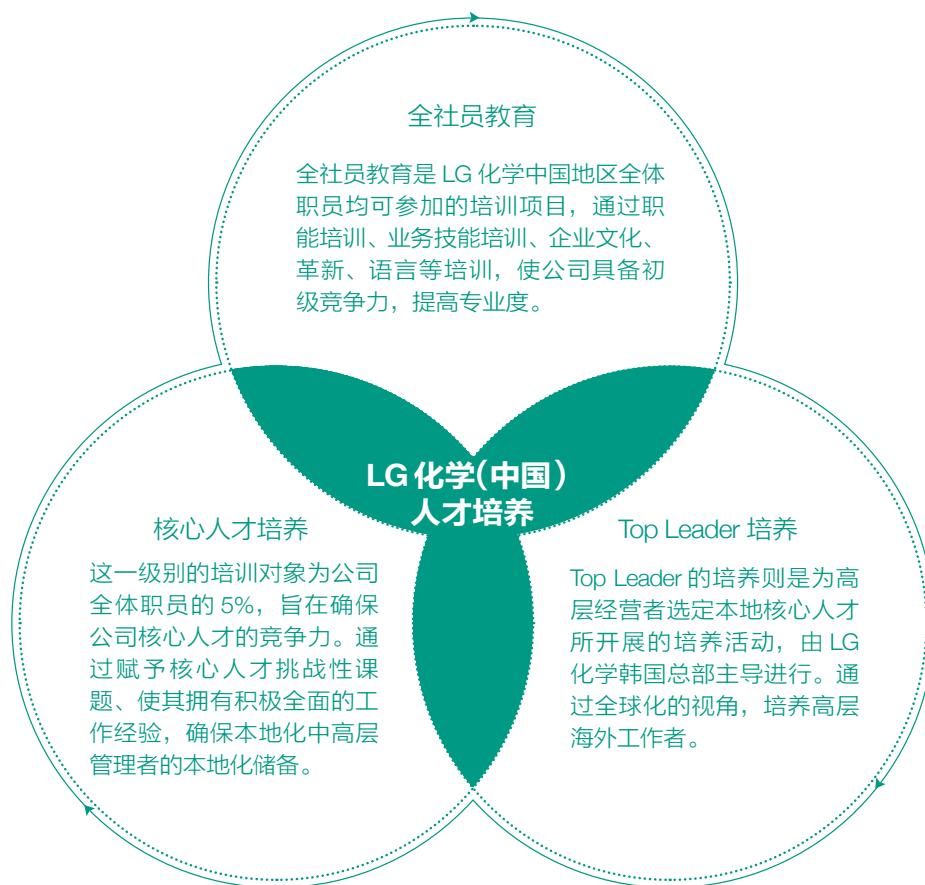 全社员教育
全社员教育是 LG 化学中国地区全体
职员均可参加的培训项目，通过职
能培训、业务技能培训、企业文化、
革新、语言等培训，使公司具备初
级竞争力，提高专业度。
LG 化学（中国）
人才培养
核心人才培养
这一级别的培训对象为公司
全体职员的 5%，旨在确保
公司核心人才的竞争力。通
过赋予核心人才挑战性课
题、使其拥有积极全面的工
作经验，确保本地化中高层
管理者的本地化储备。
Top Leader 培养
Top Leader 的培养则是为高
层经营者选定本地核心人才
所开展的培养活动，由 LG
化学韩国总部主导进行。通
过全球化的视角，培养高层
海外工作者。